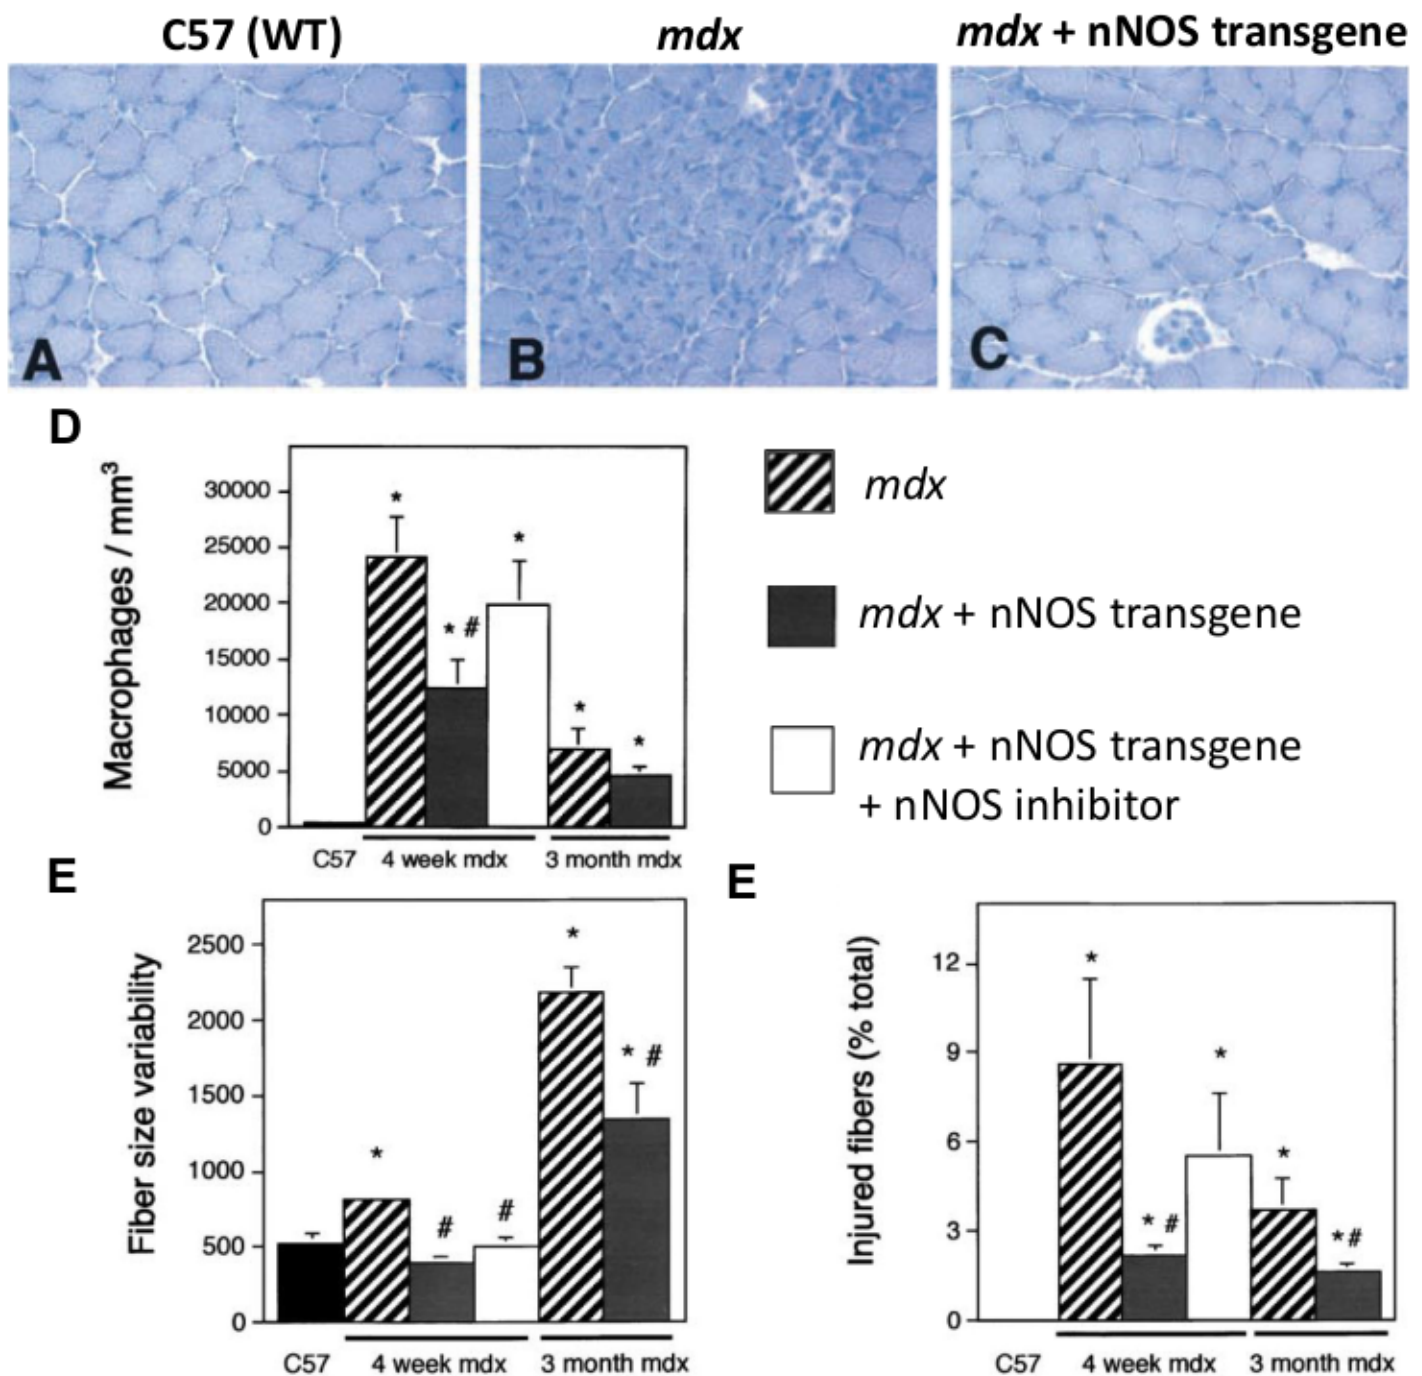 C57 (WT)
mdx
mdx + nNOS transgene
A
B
C
D
Macrophages / mm³
30000
25000
20000
15000
10000
5000
0
*
* #
*
*
*
C57
4 week mdx
3 month mdx
mdx
mdx + nNOS transgene
mdx + nNOS transgene
+ nNOS inhibitor
E
Fiber size variability
2500
2000
1500
1000
500
0
*
#
#
*
* #
C57
4 week mdx
3 month mdx
E
Injured fibers (% total)
12
9
6
3
0
*
* #
*
*
*#
C57
4 week mdx
3 month mdx